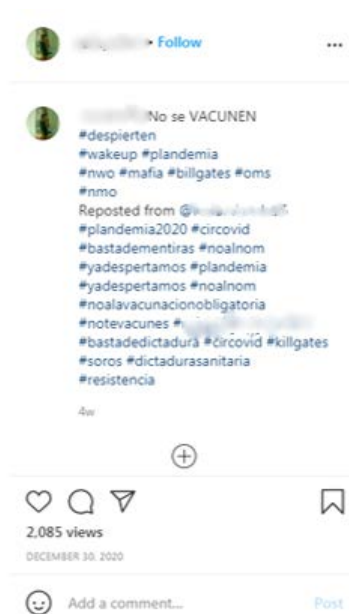 • Follow
No se VACUNEN
#despierten
#wakeup #plandemia
#nwo #mafia #billgates #oms
#nmo
Reposted from @
#plandemia2020 #circovid
#bastadementiras #noalnom
#yadespertamos #plandemia
#yadespertamos #noalnom
#noalavacunacionobligatoria
#notevacunes #
#bastadedictadura #circovid #killgates
#soros #dictadurasanitaria
#resistencia
4w
2,085 views
DECEMBER 30, 2020
Add a comment...
Post